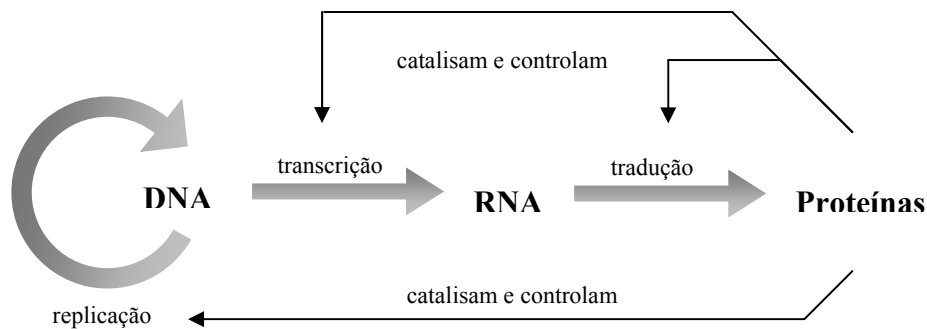 catalisam e controlam
transcrição
tradução
DNA
RNA
Proteínas
catalisam e controlam
replicação